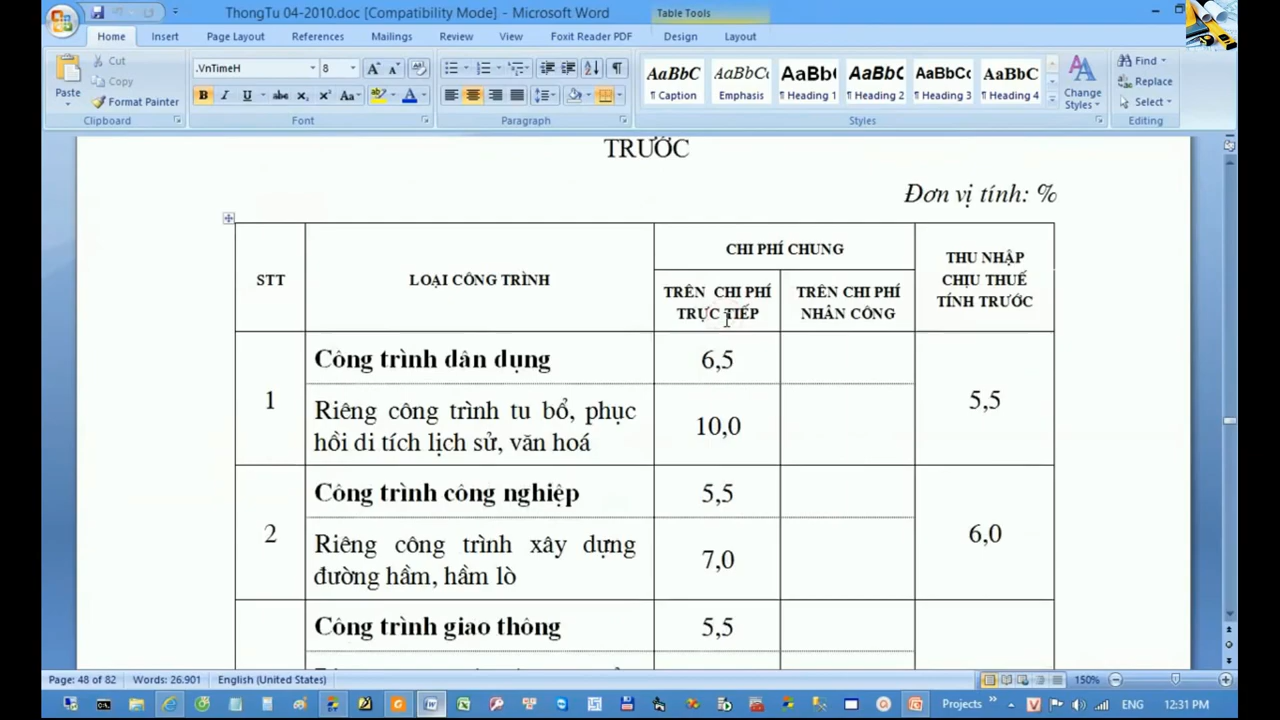 ThongTu 04-2010.doc [Compatibility Mode] - Microsoft Word
Table Tools
Home Insert Page Layout References Mailings Review View Foxit Reader PDF Design Layout
Paste
Cut
Copy
Format Painter
Clipboard
.VnTimeH 8
Font
Paragraph
AaBbC AaBbCc AaBb( AaBbC AaBbCc AaBbC
¶ Caption Emphasis ¶ Heading 1 ¶ Heading 2 ¶ Heading 3 ¶ Heading 4
Change
Styles
Styles
Find
Replace
Select
Editing
TRƯỚC
Đơn vị tính: %
STT
LOẠI CÔNG TRÌNH
CHI PHÍ CHUNG
TRÊN CHI PHÍ
TRỰC TIẾP
TRÊN CHI PHÍ
NHÂN CÔNG
THU NHẬP
CHỊU THUẾ
TÍNH TRƯỚC
1
Công trình dân dụng
6,5
5,5
Riêng công trình tu bổ, phục
hồi di tích lịch sử, văn hoá
10,0
2
Công trình công nghiệp
5,5
6,0
Riêng công trình xây dựng
đường hầm, hầm lò
7,0
Công trình giao thông
5,5
Page: 48 of 82 Words: 26.901 English (United States) 150%
Projects ENG 12:31 PM